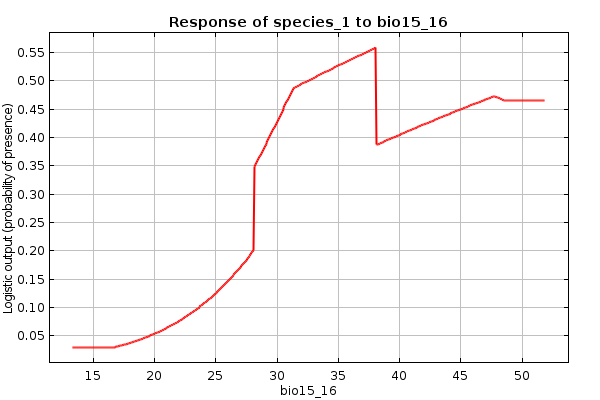 Response of species_1 to bio15_16
Logistic output (probability of presence)
0.55
0.50
0.45
0.40
0.35
0.30
0.25
0.20
0.15
0.10
0.05
15 20 25 30 35 40 45 50
bio15_16